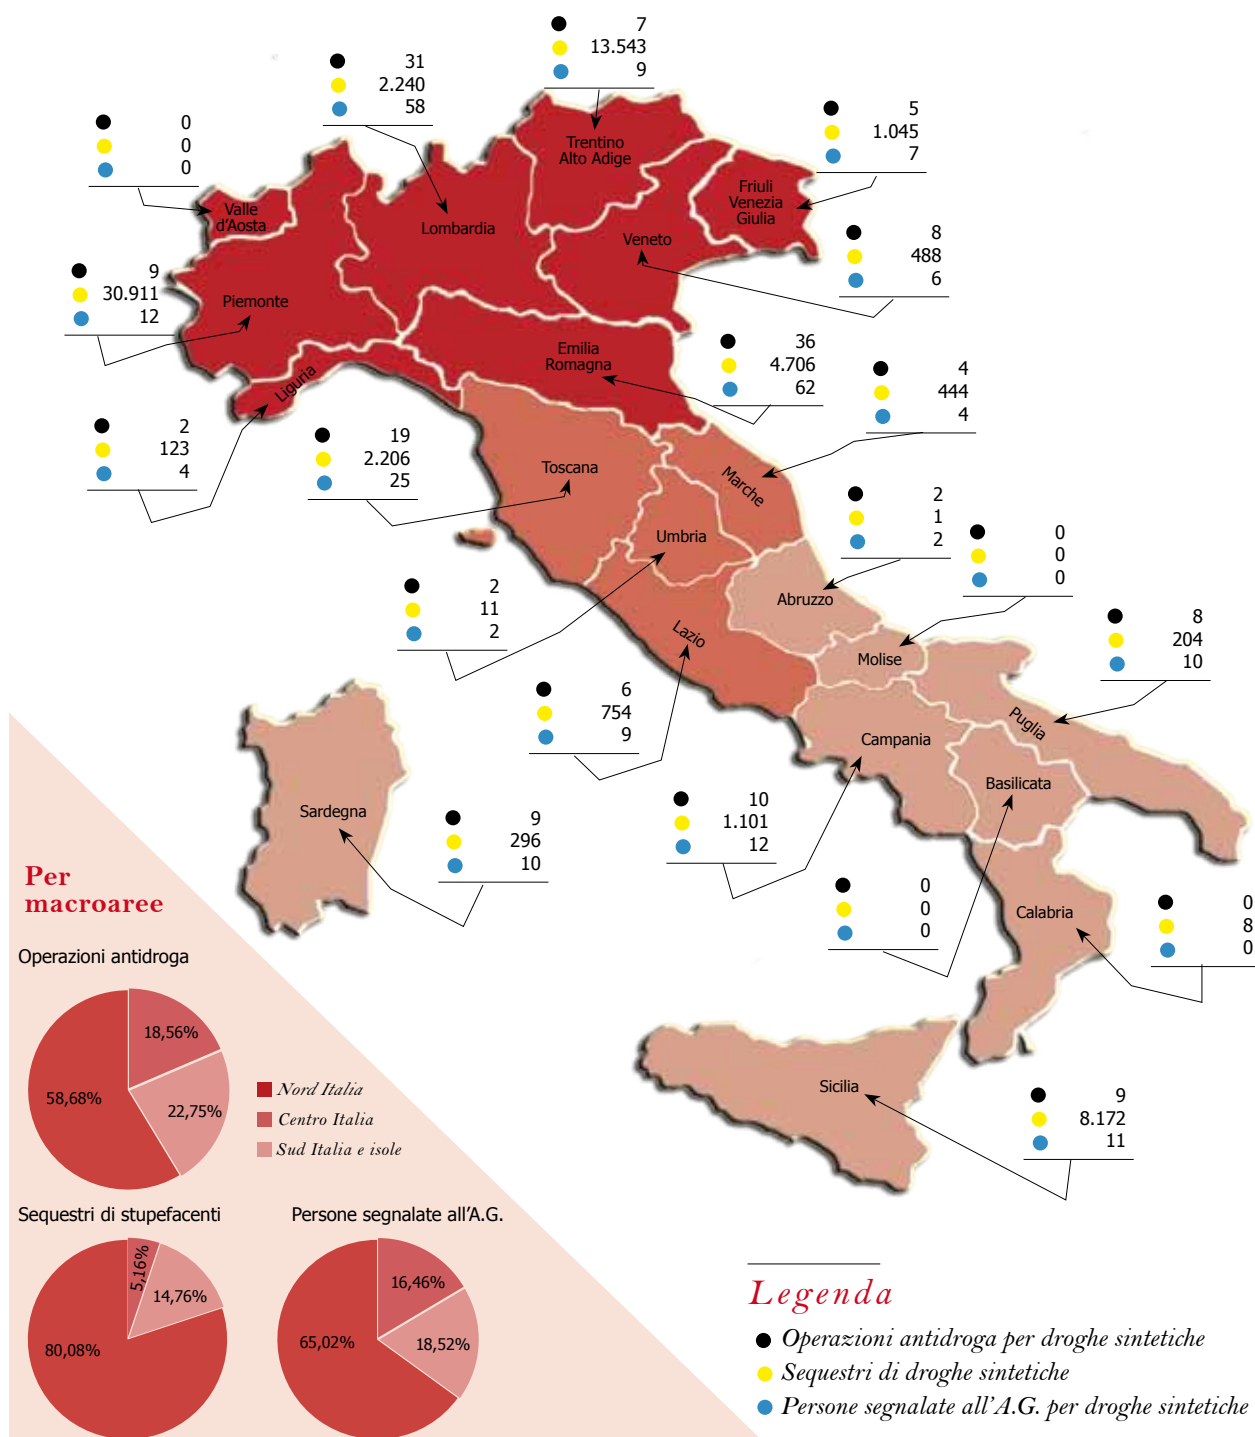 7
13.543
9
31
2.240
58
0
0
0
5
1.045
7
Trentino
Alto Adige
Friuli
Venezia
Giulia
Valle
d'Aosta
Lombardia
Veneto
8
488
6
9
30.911
12
Piemonte
Emilia
Romagna
36
4.706
62
4
444
4
Liguria
2
123
4
19
2.206
25
Toscana
Marche
2
1
2
0
0
0
Umbria
2
11
2
Abruzzo
Lazio
Molise
8
204
10
6
754
9
Puglia
Campania
Basilicata
Sardegna
9
296
10
10
1.101
12
0
0
0
Calabria
0
8
0
Sicilia
9
8.172
11
Per
macroaree
Operazioni antidroga
18,56%
58,68%
22,75%
Nord Italia
Centro Italia
Sud Italia e isole
Sequestri di stupefacenti
5,16%
14,76%
80,08%
Persone segnalate all'A.G.
16,46%
65,02%
18,52%
Legenda
Operazioni antidroga per droghe sintetiche
Sequestri di droghe sintetiche
Persone segnalate all'A.G. per droghe sintetiche